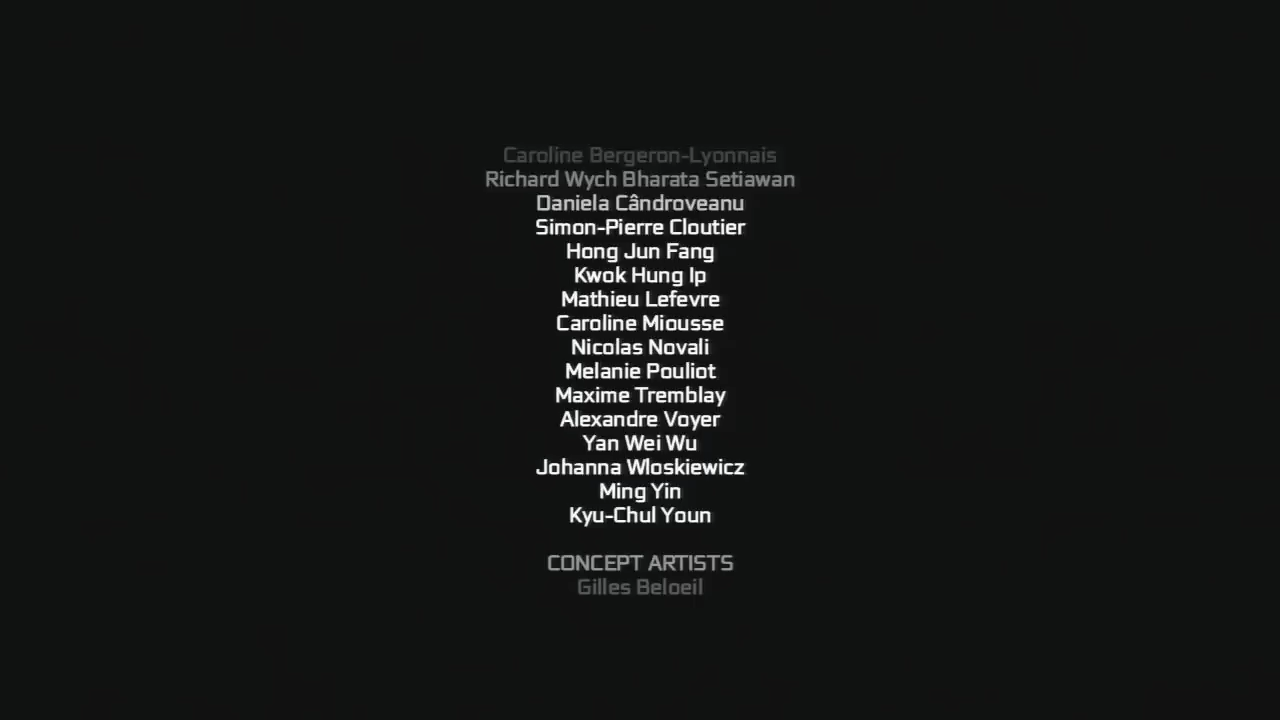 Caroline Bergeron-Lyonnais
Richard Wych Bharata Setiawan
Daniela Cândroveanu
Simon-Pierre Cloutier
Hong Jun Fang
Kwok Hung Ip
Mathieu Lefevre
Caroline Miousse
Nicolas Novali
Melanie Pouliot
Maxime Tremblay
Alexandre Voyer
Yan Wei Wu
Johanna Wloskiewicz
Ming Yin
Kyu-Chul Youn
CONCEPT ARTISTS
Gilles Beloeil